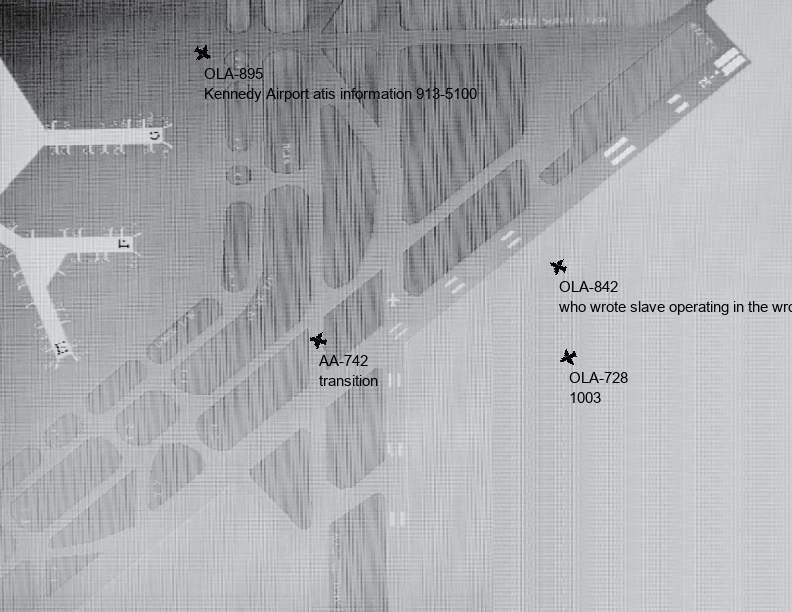 OLA-895
Kennedy Airport atis information 913-5100
OLA-842
who wrote slave operating in the wro
AA-742
transition
OLA-728
1003